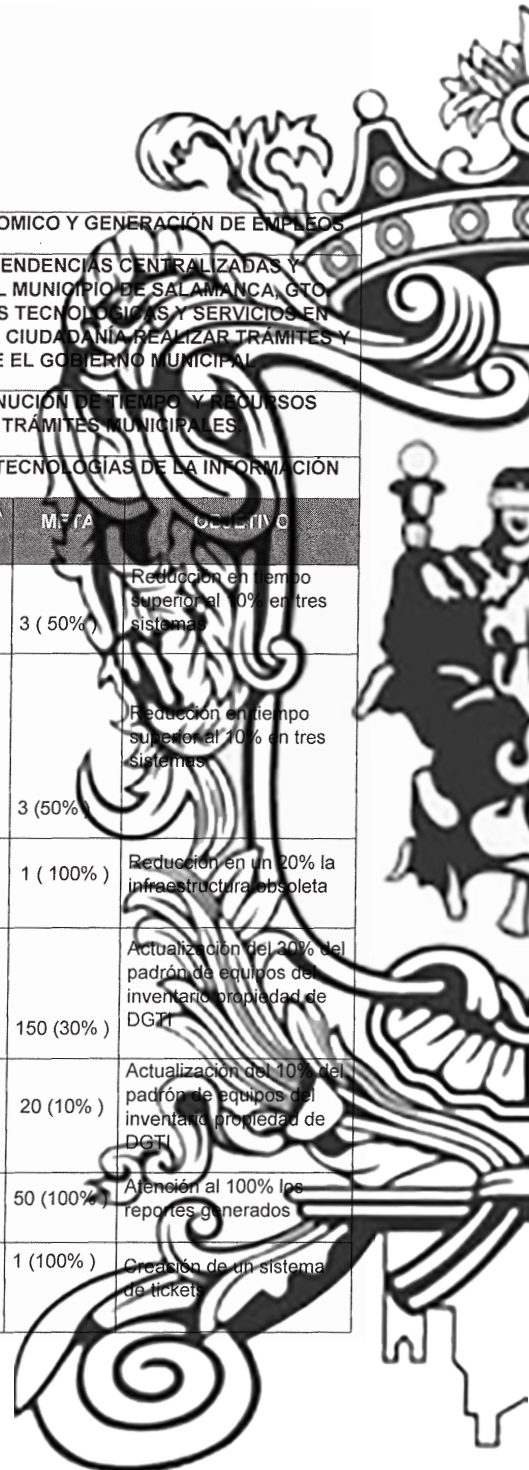 OMICO Y GENERACIÓN DE EMPLEOS
ENDENCIAS CENTRALIZADAS Y
L MUNICIPIO DE SALAMANCA, GTO.
S TECNOLÓGICAS Y SERVICIOS EN
CIUDADANÍA REALIZAR TRÁMITES Y
E EL GOBIERNO MUNICIPAL
NUCIÓN DE TIEMPO Y RECURSOS
TRÁMITES MUNICIPALES.
TECNOLOGÍAS DE LA INFORMACIÓN
META OBJETIVO
3 ( 50% )
Reducción en tiempo
superior al 10% en tres
sistemas
3 (50%)
Reducción en tiempo
superior al 10% en tres
sistemas
1 ( 100% )
Reducción en un 20% la
infraestructura obsoleta
150 (30% )
Actualización del 30% del
padrón de equipos del
inventario propiedad de
DGTI
20 (10% )
Actualización del 10% del
padrón de equipos del
inventario propiedad de
DGTI
50 (100%)
Atención al 100% los
reportes generados
1 (100% )
Creación de un sistema
de tickets